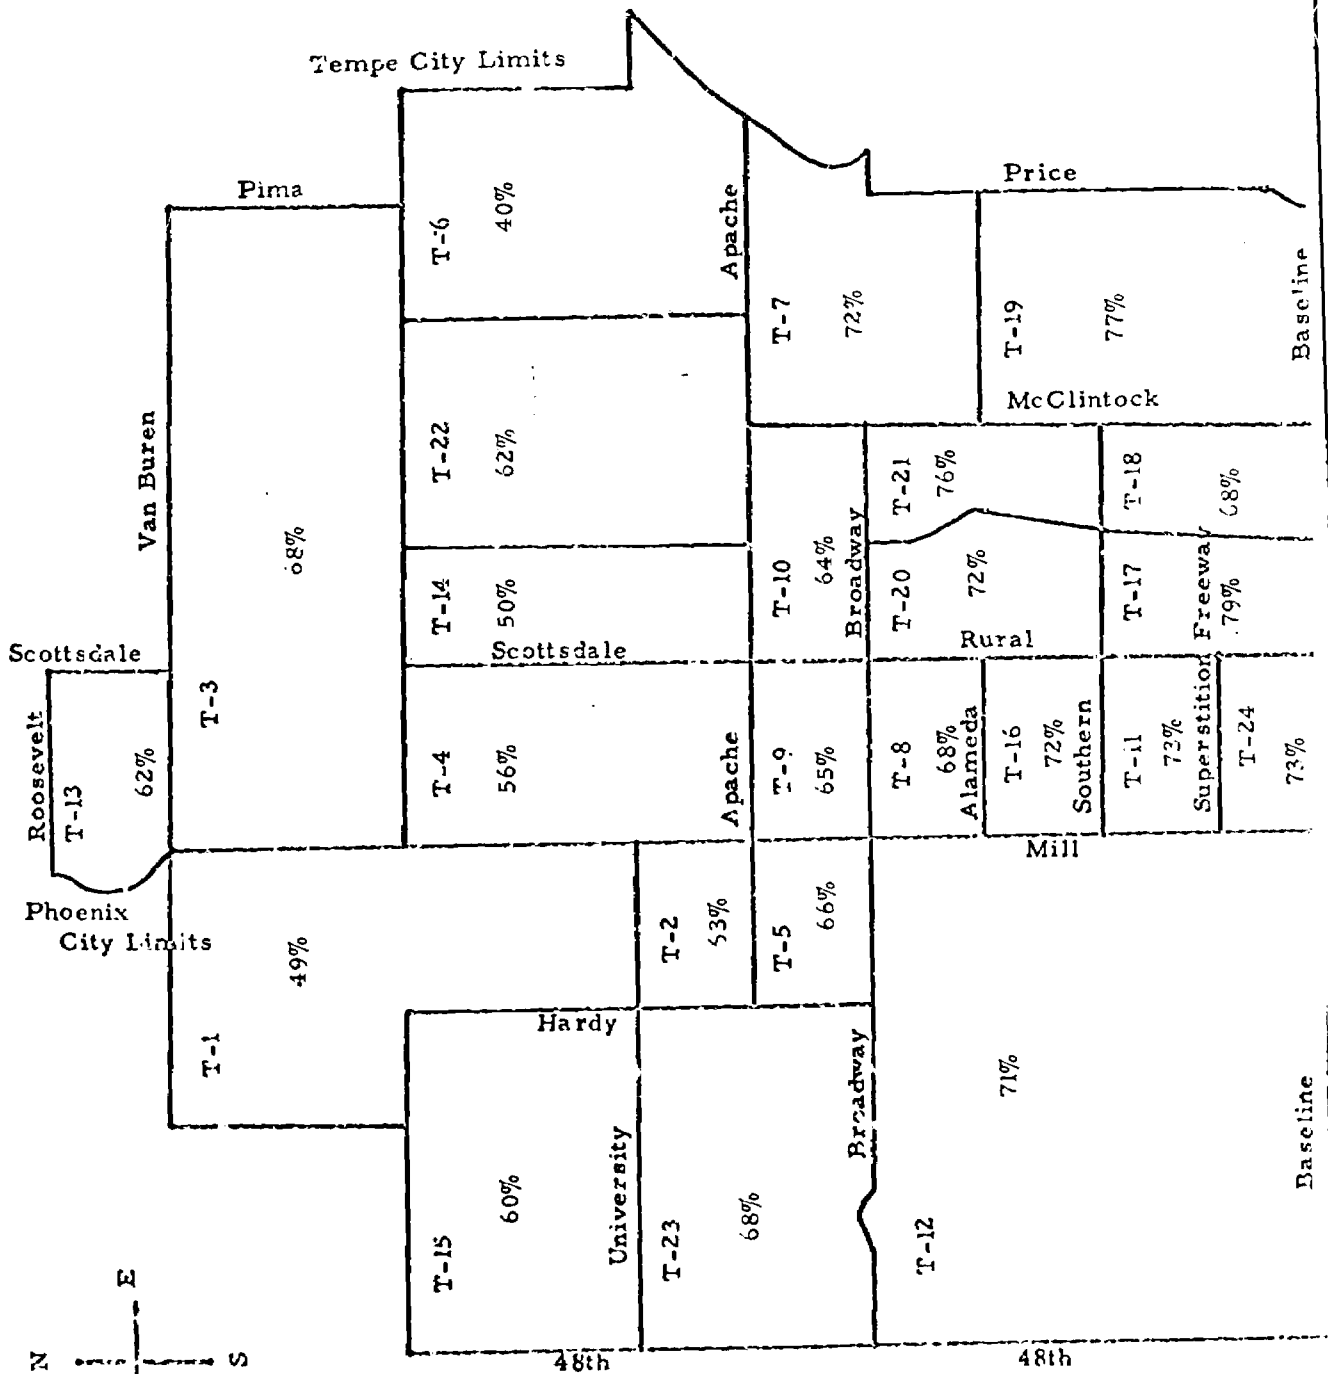 Tempe City Limits
Pima
Van Buren
Scottsdale
Roosevelt
T-13
62%
Phoenix
City Limits
T-3
68%
T-1
49%
T-6
40%
T-22
62%
T-14
50%
Scottsdale
T-4
56%
Apache
Apache
Price
T-7
72%
T-19
77%
Baseline
McClintock
T-10
64%
Broadway
T-21
76%
T-20
72%
T-18
68%
T-17
79%
Superstition Freeway
Rural
T-9
65%
T-8
68%
Alameda
T-16
72%
Southern
T-11
73%
T-24
73%
Mill
T-2
53%
T-5
66%
Hardy
T-15
60%
University
T-23
68%
Broadway
T-12
71%
Baseline
48th
48th
N
E
S